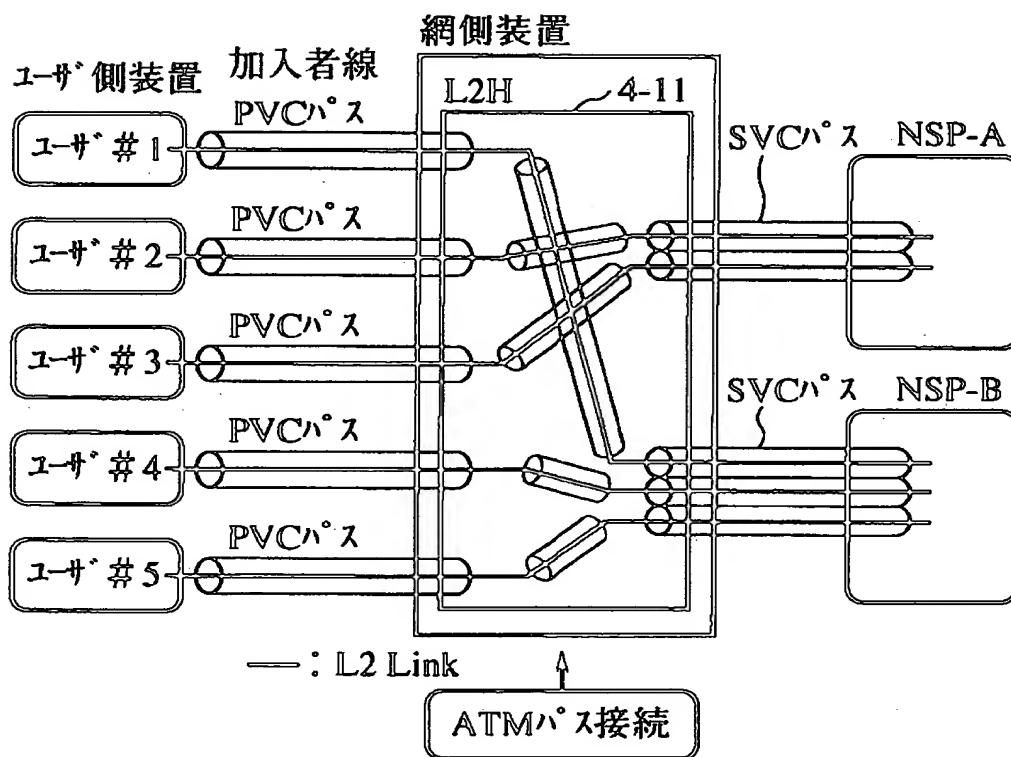 網側装置
ﾕｰｻﾞ側装置
加入者線
L2H
4-11
PVCﾊﾟｽ
SVCﾊﾟｽ
NSP-A
ﾕｰｻﾞ#1
PVCﾊﾟｽ
ﾕｰｻﾞ#2
PVCﾊﾟｽ
ﾕｰｻﾞ#3
SVCﾊﾟｽ
NSP-B
PVCﾊﾟｽ
ﾕｰｻﾞ#4
PVCﾊﾟｽ
ﾕｰｻﾞ#5
—：L2 Link
ATMﾊﾟｽ接続